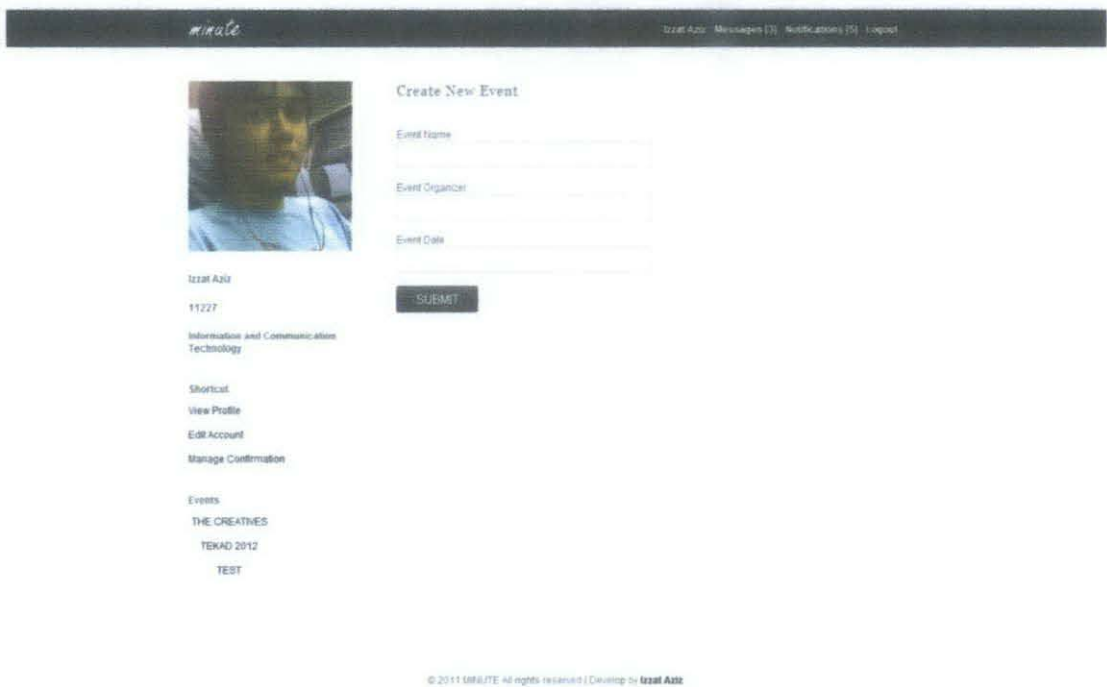 minute
Izzat Aziz Messages [3] Notifications [5] Logout
Create New Event
Event Name
Event Organizer
Event Date
SUBMIT
Izzat Aziz
11227
Information and Communication
Technology
Shortcut
View Profile
Edit Account
Manage Confirmation
Events
THE CREATIVES
TEKAD 2012
TEST
© 2011 MINUTE All rights reserved | Develop by Izzat Aziz